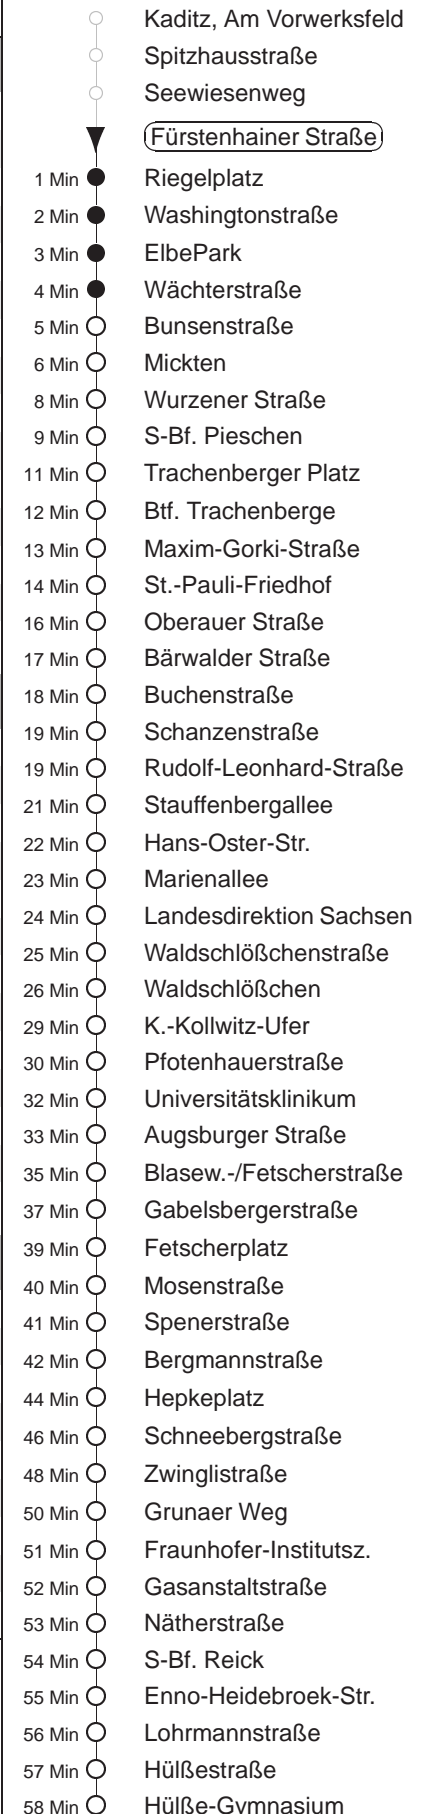 Kaditz, Am Vorwerksfeld
Spitzhausstraße
Seewiesenweg
Fürstenhainer Straße
1 Min Riegelplatz
2 Min Washingtonstraße
3 Min ElbePark
4 Min Wächterstraße
5 Min Bunsenstraße
6 Min Mickten
8 Min Wurzener Straße
9 Min S-Bf. Pieschen
11 Min Trachenberger Platz
12 Min Btf. Trachenberge
13 Min Maxim-Gorki-Straße
14 Min St.-Pauli-Friedhof
16 Min Oberauer Straße
17 Min Bärwalder Straße
18 Min Buchenstraße
19 Min Schanzenstraße
19 Min Rudolf-Leonhard-Straße
21 Min Stauffenbergallee
22 Min Hans-Oster-Str.
23 Min Marienallee
24 Min Landesdirektion Sachsen
25 Min Waldschlößchenstraße
26 Min Waldschlößchen
29 Min K.-Kollwitz-Ufer
30 Min Pfotenhauerstraße
32 Min Universitätsklinikum
33 Min Augsburger Straße
35 Min Blasew.-/Fetscherstraße
37 Min Gabelsbergerstraße
39 Min Fetscherplatz
40 Min Mosenstraße
41 Min Spenerstraße
42 Min Bergmannstraße
44 Min Hepkeplatz
46 Min Schneebergstraße
48 Min Zwinglistraße
50 Min Grunaer Weg
51 Min Fraunhofer-Institutsz.
52 Min Gasanstaltstraße
53 Min Nätherstraße
54 Min S-Bf. Reick
55 Min Enno-Heidebroek-Str.
56 Min Lohrmannstraße
57 Min Hülßestraße
58 Min Hülße-Gymnasium